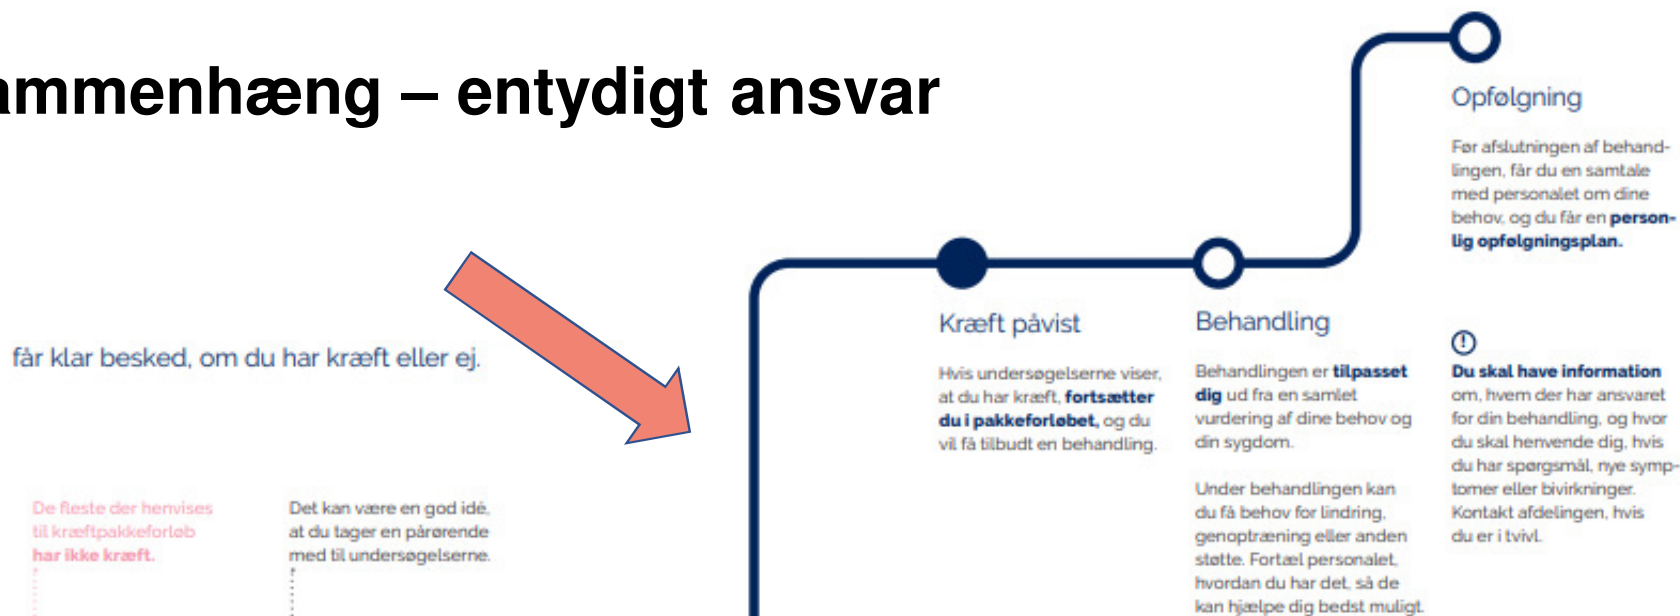 ammenhæng – entydigt ansvar
Opfølgning
Før afslutningen af behand-
lingen, får du en samtale
med personalet om dine
behov, og du får en person-
lig opfølgningsplan.
får klar besked, om du har kræft eller ej.
Kræft påvist
Hvis undersøgelserne viser,
at du har kræft, fortsætter
du i pakkeforløbet, og du
vil få tilbudt en behandling.
Behandling
Behandlingen er tilpasset
dig ud fra en samlet
vurdering af dine behov og
din sygdom.
Under behandlingen kan
du få behov for lindring,
genoptræning eller anden
støtte. Fortæl personalet,
hvordan du har det, så de
kan hjælpe dig bedst muligt.
Du skal have information
om, hvem der har ansvaret
for din behandling, og hvor
du skal henvende dig, hvis
du har spørgsmål, nye symp-
tomer eller bivirkninger.
Kontakt afdelingen, hvis
du er i tvivl.
De fleste der henvises
til kræftpakkeforløb
har ikke kræft.
Det kan være en god idé,
at du tager en pårørende
med til undersøgelserne.